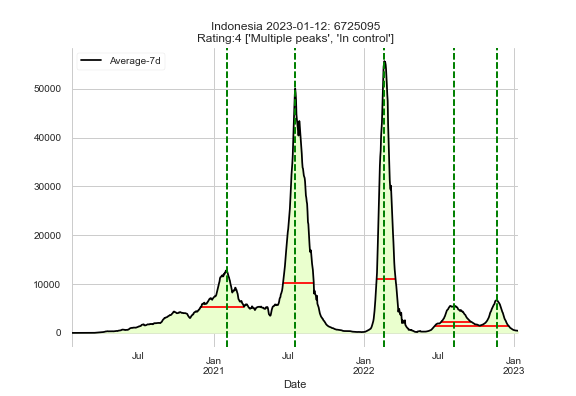 Indonesia 2023-01-12: 6725095
Rating:4 ['Multiple peaks', 'In control']
Average-7d
50000
40000
30000
20000
10000
0
Jul
Jan
2021
Jul
Jan
2022
Jul
Jan
2023
Date